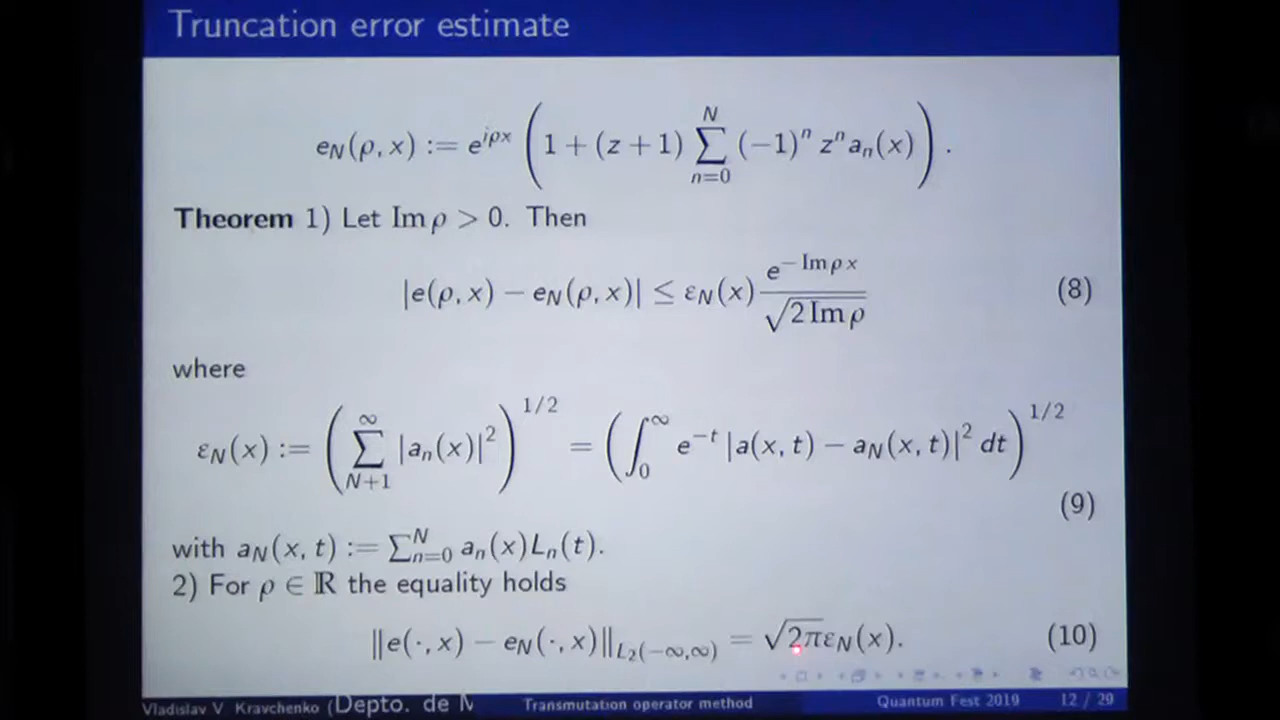 Truncation error estimate
e_N(ρ, x) := e^{iρx} (1 + (z + 1) ∑_{n=0}^{N} (−1)^n z^n a_n(x)).
Theorem 1) Let Im ρ > 0. Then
|e(ρ, x) − e_N(ρ, x)| ≤ ε_N(x) e^{−Im ρ x} / √(2 Im ρ) (8)
where
ε_N(x) := (∑_{N+1}^{∞} |a_n(x)|^2)^{1/2} = (∫_0^∞ e^{−t} |a(x, t) − a_N(x, t)|^2 dt)^{1/2}
(9)
with a_N(x, t) := ∑_{n=0}^{N} a_n(x)L_n(t).
2) For ρ ∈ ℝ the equality holds
‖e(·, x) − e_N(·, x)‖_{L_2(−∞,∞)} = √(2π) ε_N(x). (10)
Vladislav V Kravchenko (Depto. de M Transmutation operator method Quantum Fest 2019 12 / 29